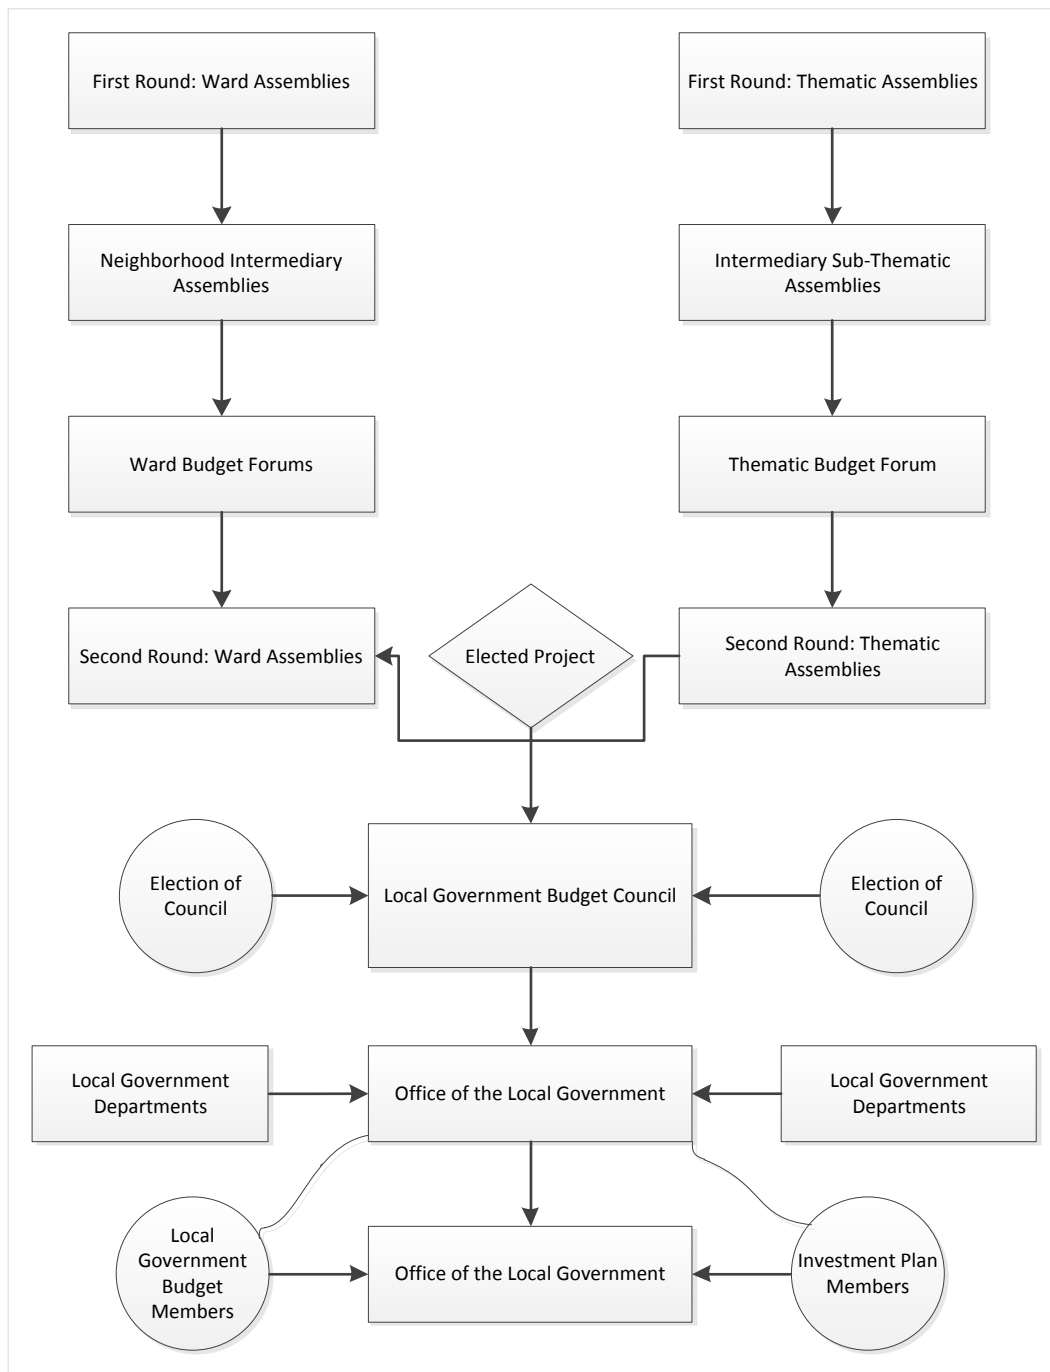 First Round: Ward Assemblies
First Round: Thematic Assemblies
Neighborhood Intermediary
Assemblies
Intermediary Sub-Thematic
Assemblies
Ward Budget Forums
Thematic Budget Forum
Second Round: Ward Assemblies
Elected Project
Second Round: Thematic
Assemblies
Election of
Council
Local Government Budget Council
Election of
Council
Local Government
Departments
Office of the Local Government
Local Government
Departments
Local
Government
Budget
Members
Office of the Local Government
Investment Plan
Members